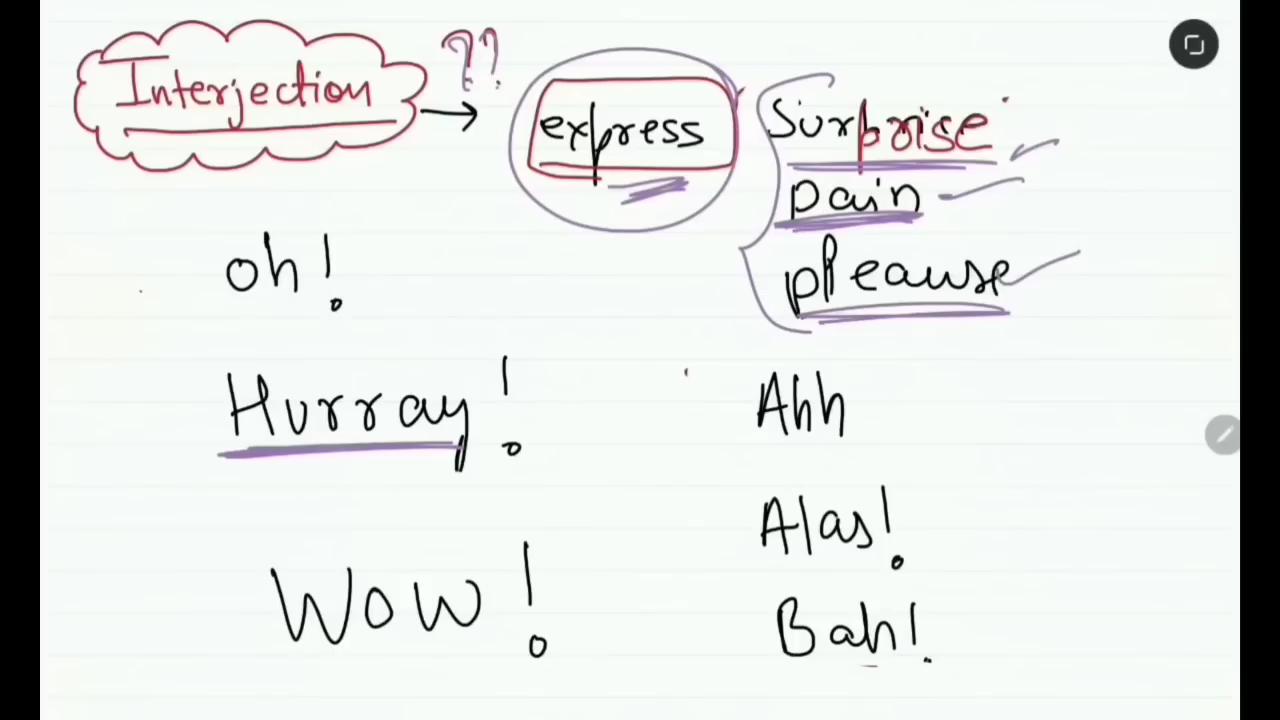 Interjection → ?? express surprise
pain
pleause
oh!
Hurray!
Ahh
Alas!
Wow!
Bah!